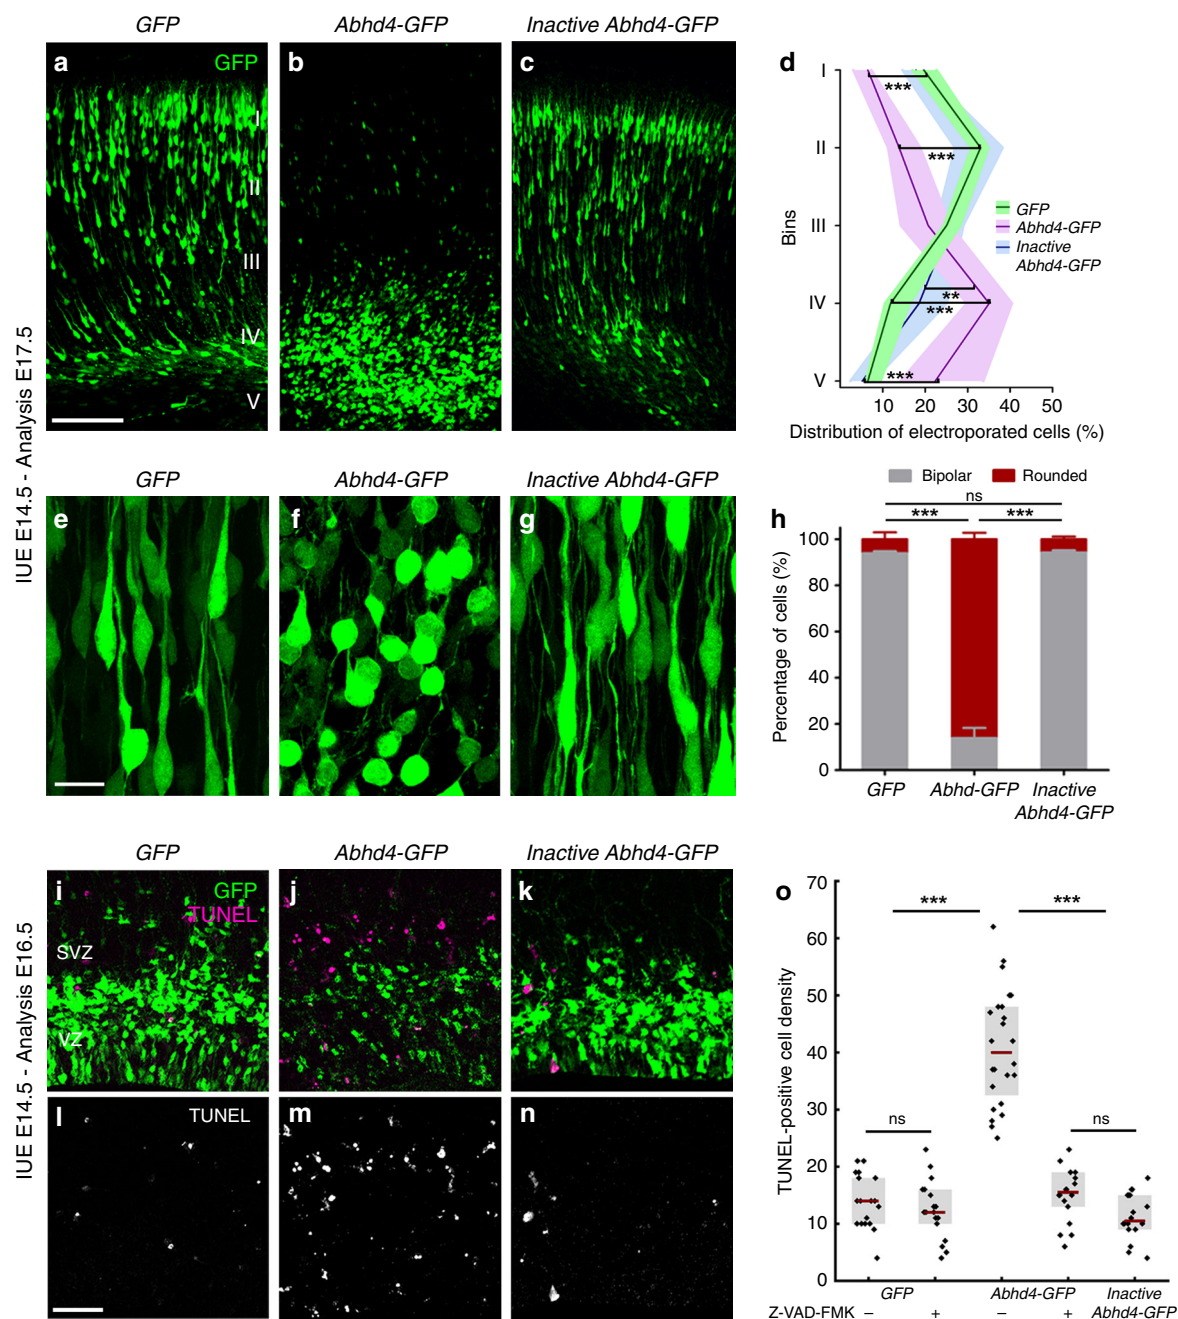 GFP
Abhd4-GFP
Inactive Abhd4-GFP
IUE E14.5 - Analysis E17.5
a
GFP
I
II
III
IV
V
b
c
d
I
II
III
IV
V
Bins
***
***
**
***
***
GFP
Abhd4-GFP
Inactive
Abhd4-GFP
10 20 30 40 50
Distribution of electroporated cells (%)
GFP
Abhd4-GFP
Inactive Abhd4-GFP
e
f
g
h
Bipolar
Rounded
ns
*** ***
100
80
60
40
20
0
Percentage of cells (%)
GFP
Abhd-GFP
Inactive
Abhd4-GFP
IUE E14.5 - Analysis E16.5
GFP
Abhd4-GFP
Inactive Abhd4-GFP
i
GFP
TUNEL
SVZ
VZ
j
k
l
TUNEL
m
n
o
70
60
50
40
30
20
10
0
TUNEL-positive cell density
*** ***
ns
ns
GFP
Abhd4-GFP
Inactive
Abhd4-GFP
Z-VAD-FMK – + – + –